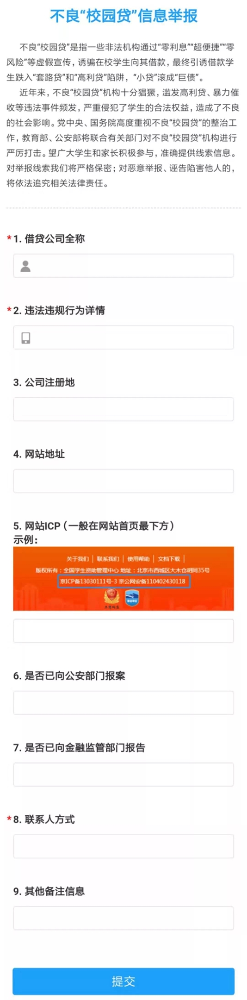 不良“校园贷”信息举报
不良“校园贷”是指一些非法机构通过“零利息”“超便捷”“零
风险”等虚假宣传，诱骗在校学生向其借款，最终引诱借款学
生跌入“套路贷”和“高利贷”陷阱，“小贷”滚成“巨债”。
近年来，不良“校园贷”机构十分猖獗，滥发高利贷、暴力催
收等违法事件频发，严重侵犯了学生的合法权益，造成了不良
的社会影响。党中央、国务院高度重视不良“校园贷”的整治工
作，教育部、公安部将联合有关部门对不良“校园贷”机构进行
严厉打击。望广大学生和家长积极参与，准确提供线索信息。
对举报线索我们将严格保密；对恶意举报、诬告陷害他人的，
将依法追究相关法律责任。
*1. 借贷公司全称
*2. 违法违规行为详情
3. 公司注册地
4. 网站地址
5. 网站ICP（一般在网站首页最下方）
示例：
关于我们│联系我们│使用帮助│文档下载│
版权所有：全国学生资助管理中心 地址：北京市西城区大木仓胡同35号
京ICP备13030111号-3 京公网安备110402430118
6. 是否已向公安部门报案
7. 是否已向金融监管部门报告
*8. 联系人方式
9. 其他备注信息
提交